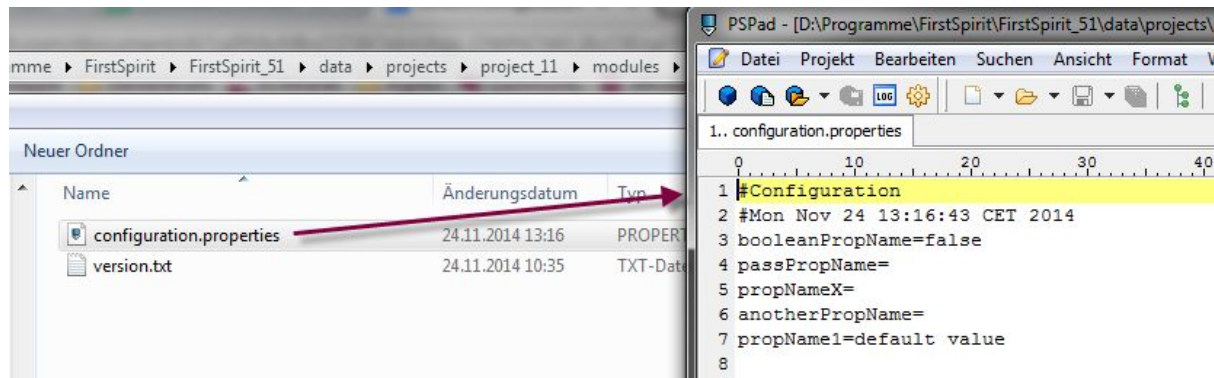 mme ▸ FirstSpirit ▸ FirstSpirit_51 ▸ data ▸ projects ▸ project_11 ▸ modules ▸
Neuer Ordner
Name Änderungsdatum Typ
configuration.properties 24.11.2014 13:16 PROPERT
version.txt 24.11.2014 10:35 TXT-Date
PSPad - [D:\Programme\FirstSpirit\FirstSpirit_51\data\projects\
Datei Projekt Bearbeiten Suchen Ansicht Format
LOG
1.. configuration.properties
0 10 20 30 40
1 #Configuration
2 #Mon Nov 24 13:16:43 CET 2014
3 booleanPropName=false
4 passPropName=
5 propNameX=
6 anotherPropName=
7 propName1=default value
8